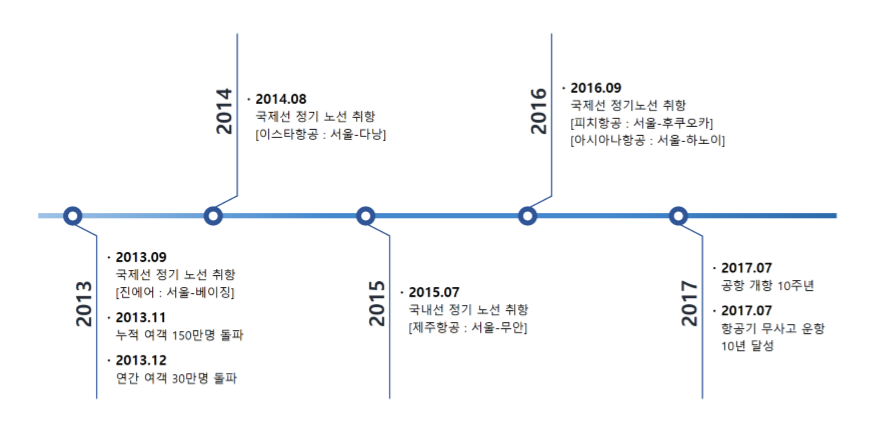 2013
· 2013.09
국제선 정기 노선 취항
[진에어 : 서울-베이징]
· 2013.11
누적 여객 150만명 돌파
· 2013.12
연간 여객 30만명 돌파
2014
· 2014.08
국제선 정기 노선 취항
[이스타항공 : 서울-다낭]
2015
· 2015.07
국내선 정기 노선 취항
[제주항공 : 서울-무안]
2016
· 2016.09
국제선 정기노선 취항
[피치항공 : 서울-후쿠오카]
[아시아나항공 : 서울-하노이]
2017
· 2017.07
공항 개항 10주년
· 2017.07
항공기 무사고 운항
10년 달성